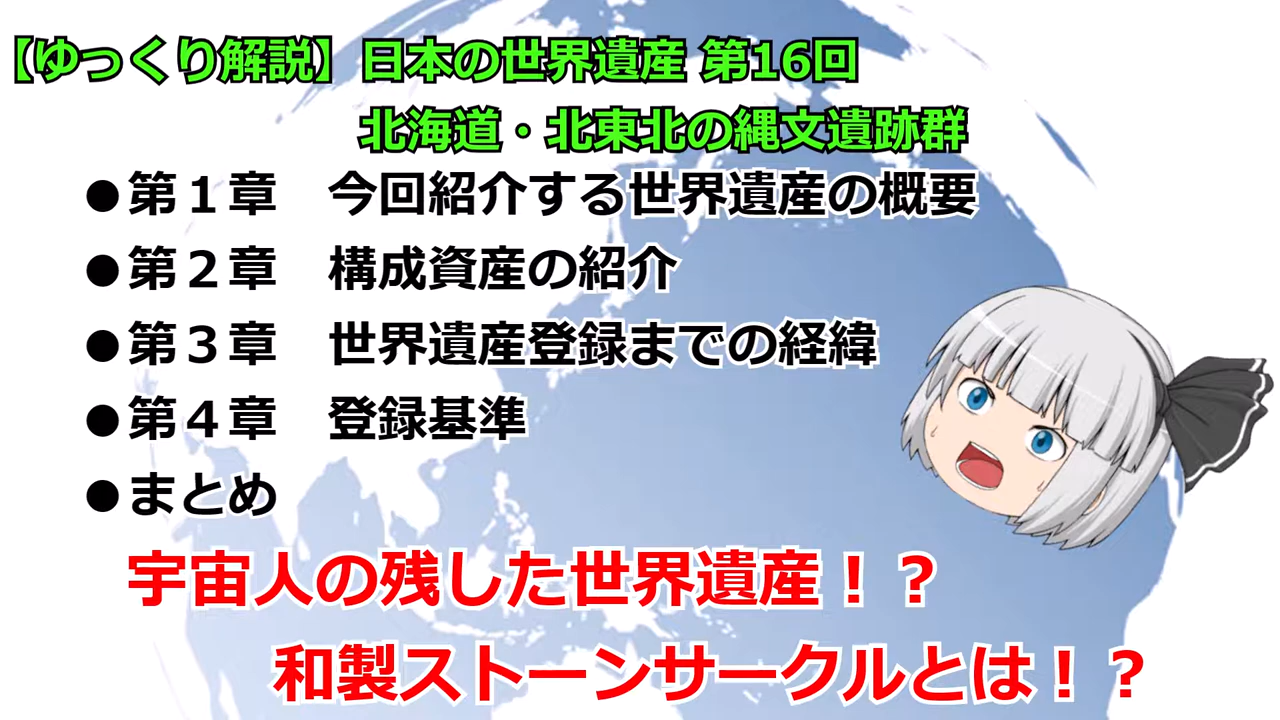 【ゆっくり解説】日本の世界遺産 第16回
北海道・北東北の縄文遺跡群
●第１章　今回紹介する世界遺産の概要
●第２章　構成資産の紹介
●第３章　世界遺産登録までの経緯
●第４章　登録基準
●まとめ
宇宙人の残した世界遺産！？
和製ストーンサークルとは！？